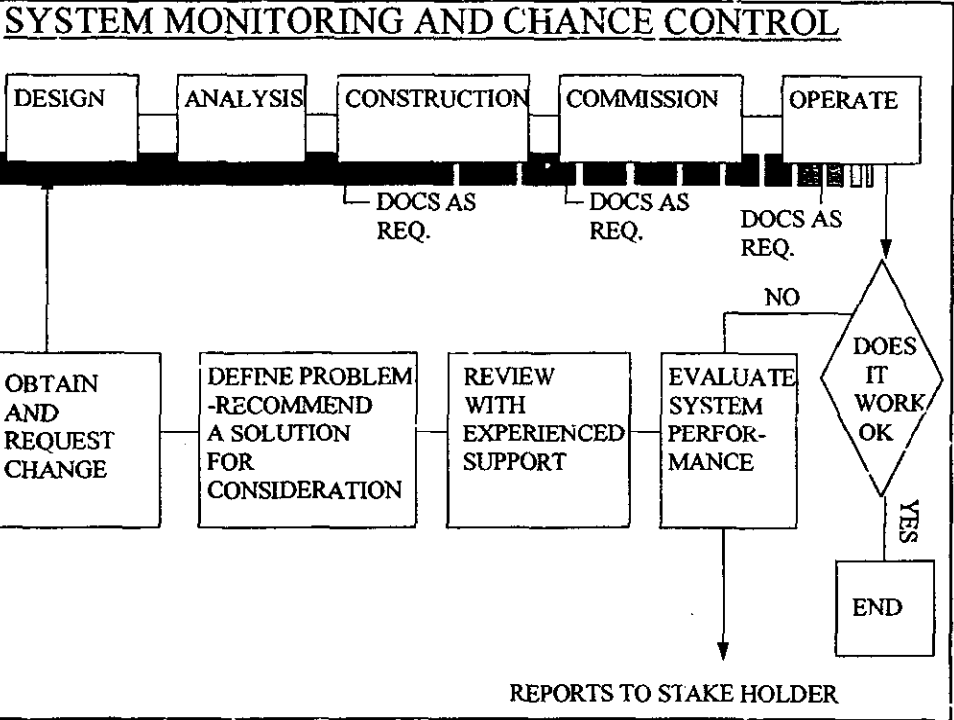 SYSTEM MONITORING AND CHANCE CONTROL
DESIGN
ANALYSIS
CONSTRUCTION
COMMISSION
OPERATE
DOCS AS
REQ.
DOCS AS
REQ.
DOCS AS
REQ.
NO
DOES
IT
WORK
OK
OBTAIN
AND
REQUEST
CHANGE
DEFINE PROBLEM
-RECOMMEND
A SOLUTION
FOR
CONSIDERATION
REVIEW
WITH
EXPERIENCED
SUPPORT
EVALUATE
SYSTEM
PERFOR-
MANCE
YES
END
REPORTS TO STAKE HOLDER